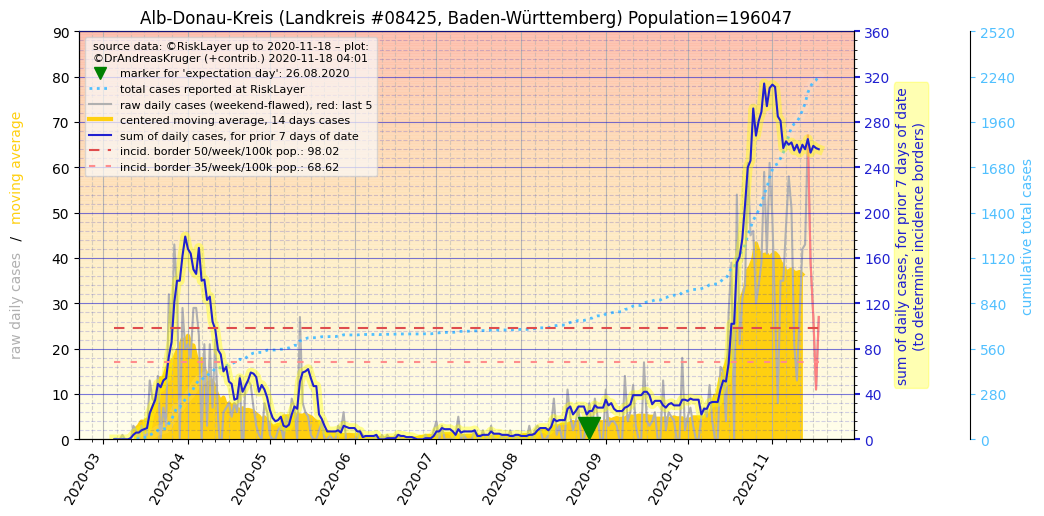 Alb-Donau-Kreis (Landkreis #08425, Baden-Württemberg) Population=196047
source data: ©RiskLayer up to 2020-11-18 – plot:
©DrAndreasKruger (+contrib.) 2020-11-18 04:01
marker for 'expectation day': 26.08.2020
total cases reported at RiskLayer
raw daily cases (weekend-flawed), red: last 5
centered moving average, 14 days cases
sum of daily cases, for prior 7 days of date
incid. border 50/week/100k pop.: 98.02
incid. border 35/week/100k pop.: 68.62
raw daily cases / moving average
90
80
70
60
50
40
30
20
10
0
2020-03
2020-04
2020-05
2020-06
2020-07
2020-08
2020-09
2020-10
2020-11
360
320
280
240
200
160
120
80
40
0
sum of daily cases, for prior 7 days of date
(to determine incidence borders)
2520
2240
1960
1680
1400
1120
840
560
280
0
cumulative total cases